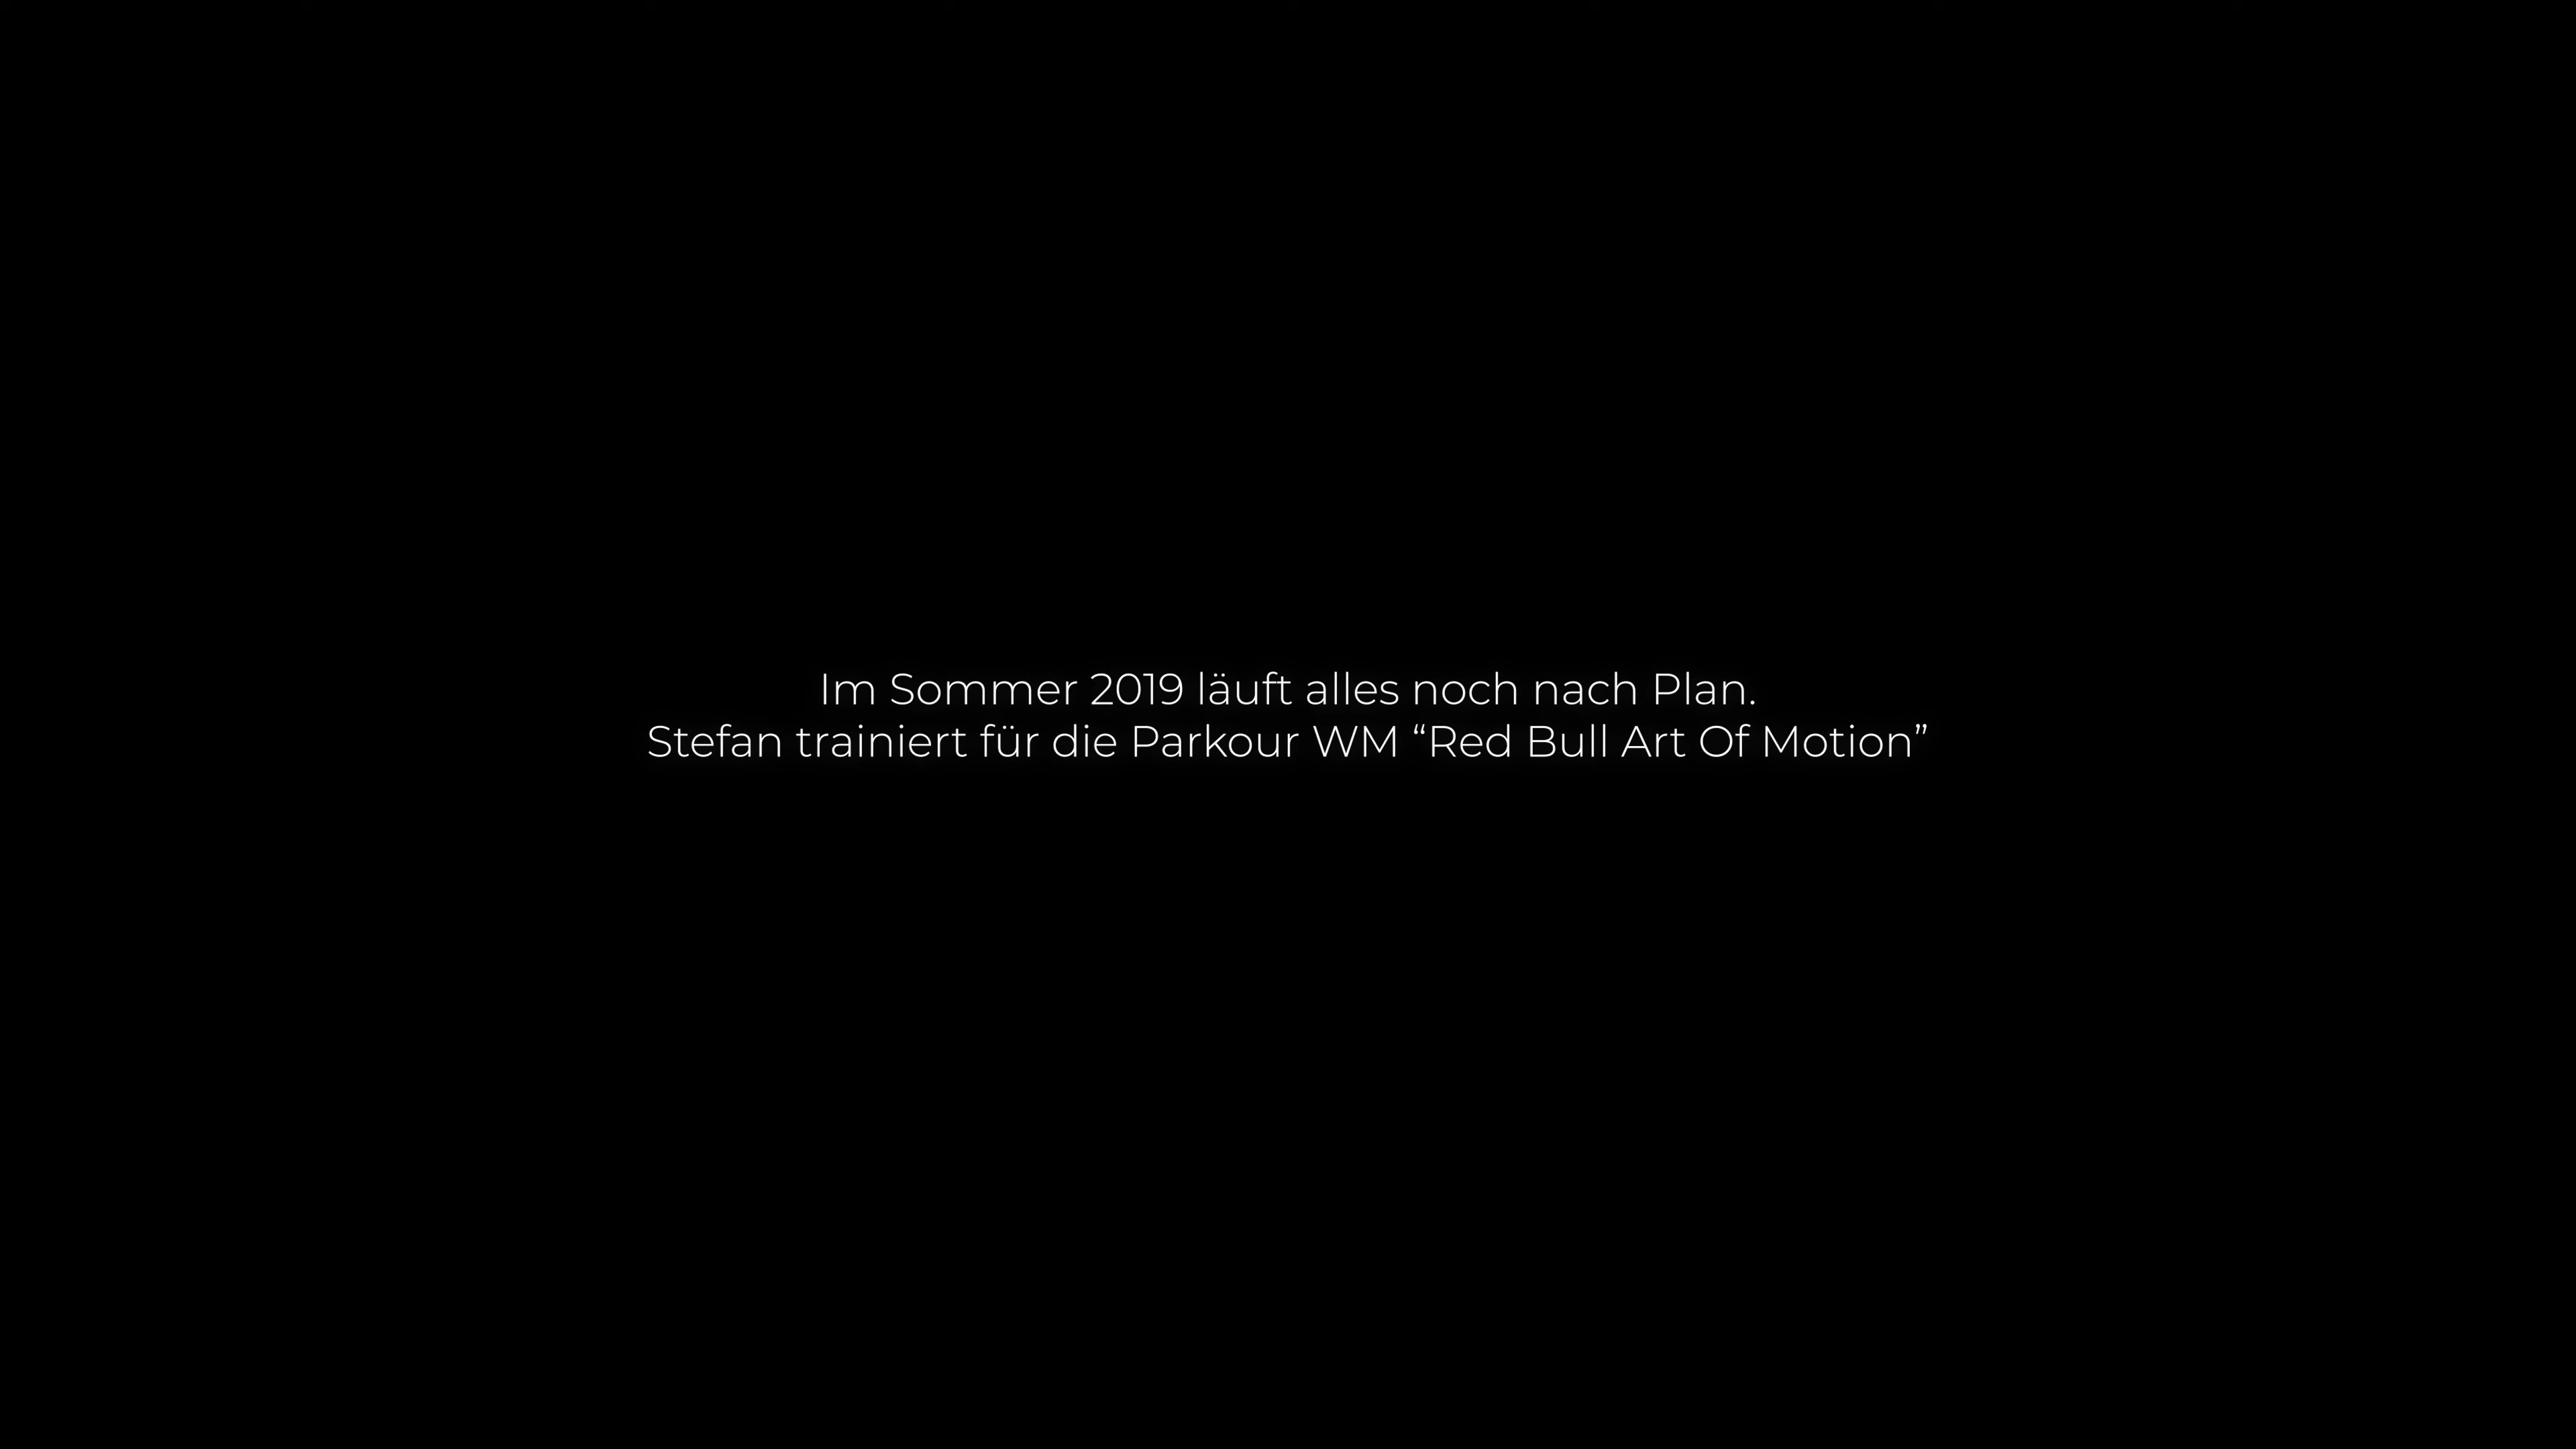 Im Sommer 2019 läuft alles noch nach Plan.
Stefan trainiert für die Parkour WM “Red Bull Art Of Motion”